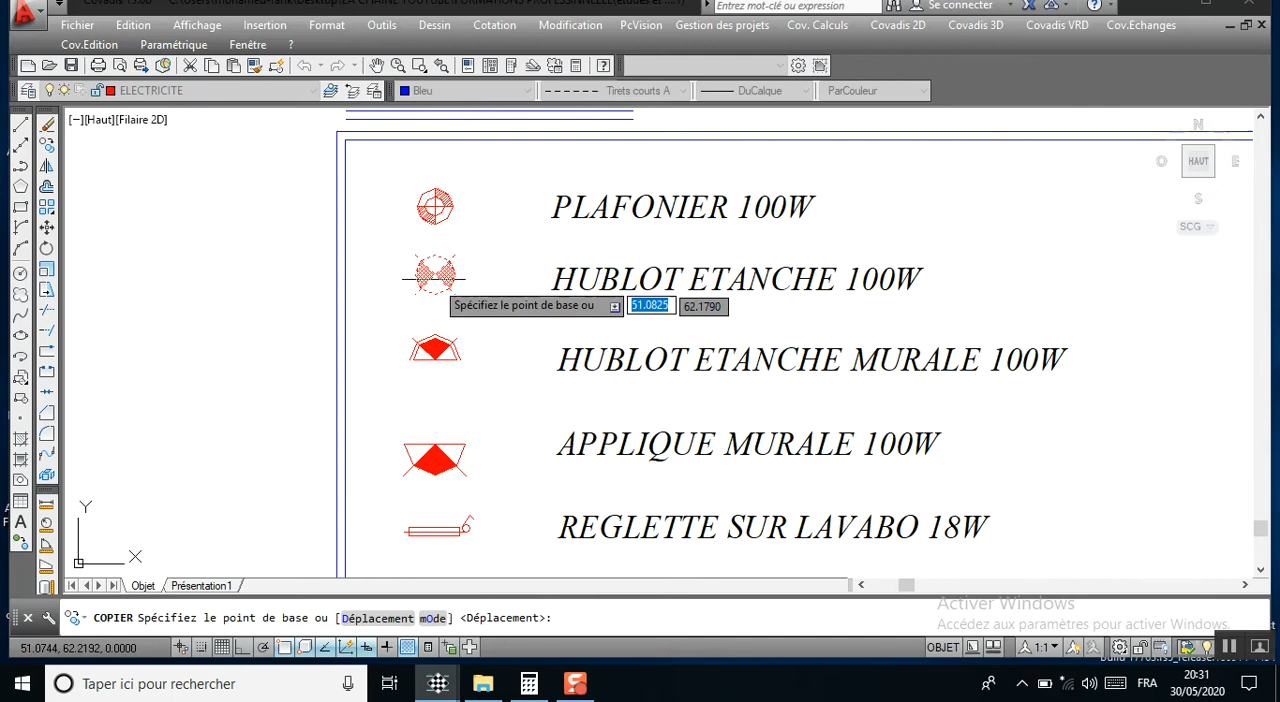 Entrez mot-clé ou expression
Se connecter
Affichage Insertion Format Outils Dessin Cotation Modification PcVision Gestion des projets Cov. Calculs Covadis 2D Covadis 3D Covadis VRD Cov.Echanges
Cov.Edition Paramétrique Fenêtre ?
ELECTRICITE
Bleu
Tirets courts A
DuCalque
ParCouleur
[−][Haut][Filaire 2D]
N
O HAUT E
S
SCG
PLAFONIER 100W
HUBLOT ETANCHE 100W
Spécifiez le point de base ou 51.0825 62.1790
HUBLOT ETANCHE MURALE 100W
APPLIQUE MURALE 100W
REGLETTE SUR LAVABO 18W
Y
X
Objet Présentation1
COPIER Spécifiez le point de base ou [Déplacement mOde] <Déplacement>:
Activer Windows
Accédez aux paramètres pour activer Windows.
51.0744, 62.2192, 0.0000
OBJET
1:1
Taper ici pour rechercher
FRA
20:31
30/05/2020